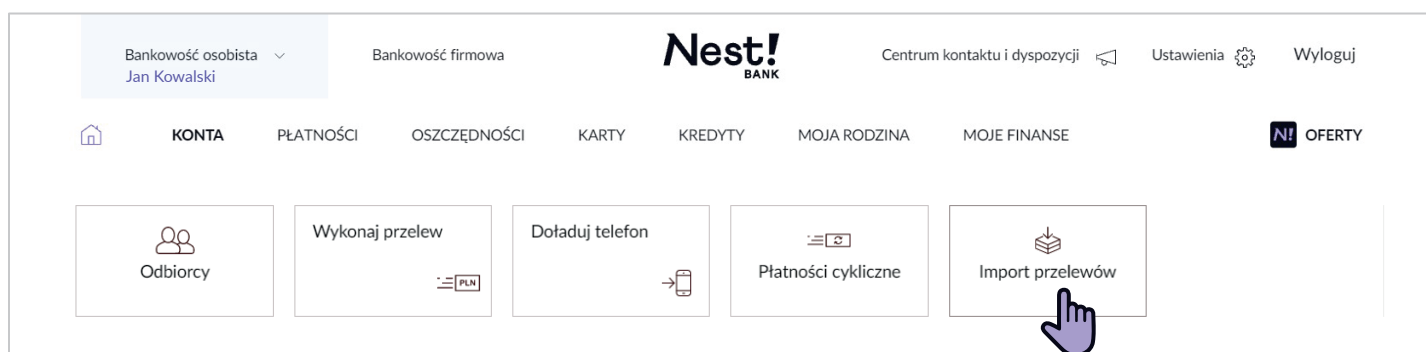 Bankowość osobista
Jan Kowalski
Bankowość firmowa
Nest!
BANK
Centrum kontaktu i dyspozycji
Ustawienia
Wyloguj
KONTA
PŁATNOŚCI
OSZCZĘDNOŚCI
KARTY
KREDYTY
MOJA RODZINA
MOJE FINANSE
N! OFERTY
Odbiorcy
Wykonaj przelew
PLN
Doładuj telefon
Płatności cykliczne
Import przelewów